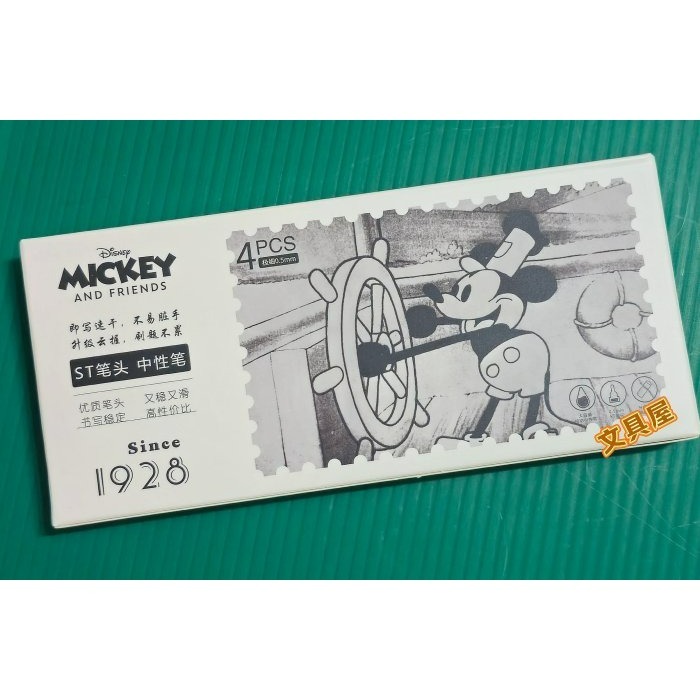 Disney
MICKEY
AND FRIENDS
即写速干，不易脏手
升级云握，刷题不累
ST笔头 中性笔
优质笔头 又稳又滑
书写稳定 高性价比
Since
1928
4PCS
极细0.5mm
文具屋